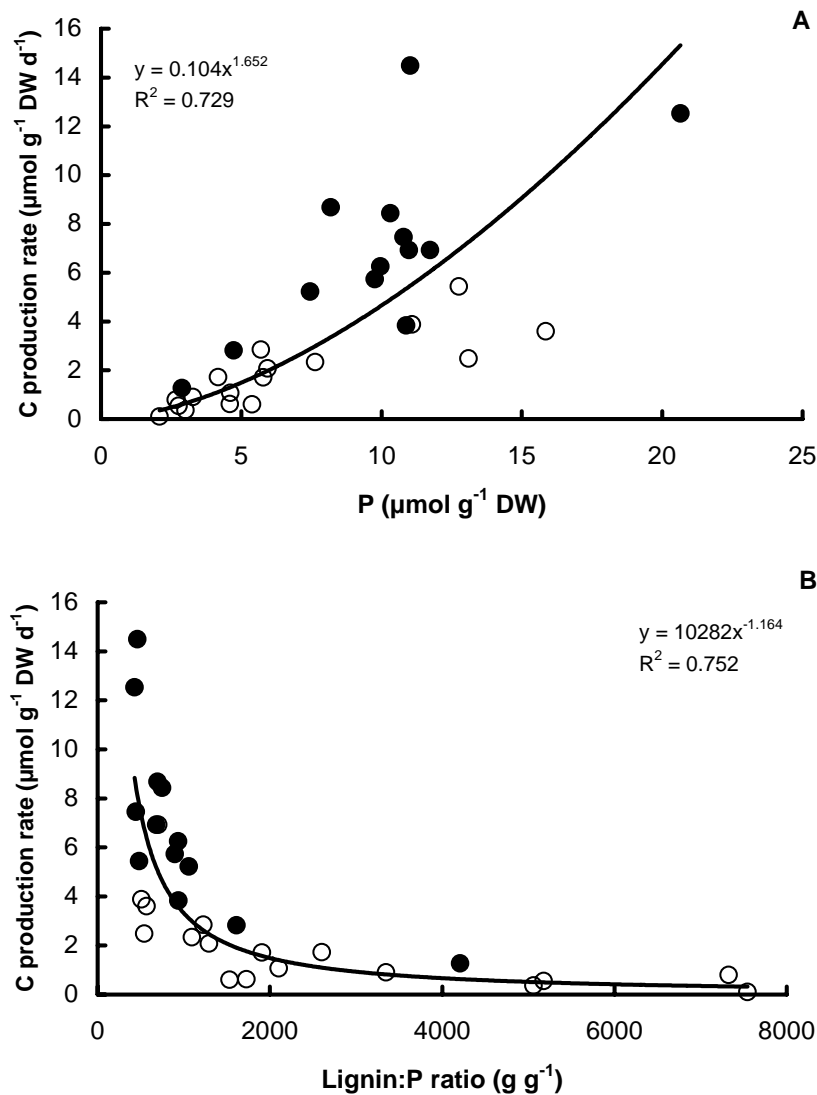 A
C production rate (µmol g⁻¹ DW d⁻¹)
16
14
12
10
8
6
4
2
0
y = 0.104x^1.652
R² = 0.729
0 5 10 15 20 25
P (µmol g⁻¹ DW)
B
C production rate (µmol g⁻¹ DW d⁻¹)
16
14
12
10
8
6
4
2
0
y = 10282x^-1.164
R² = 0.752
0 2000 4000 6000 8000
Lignin:P ratio (g g⁻¹)